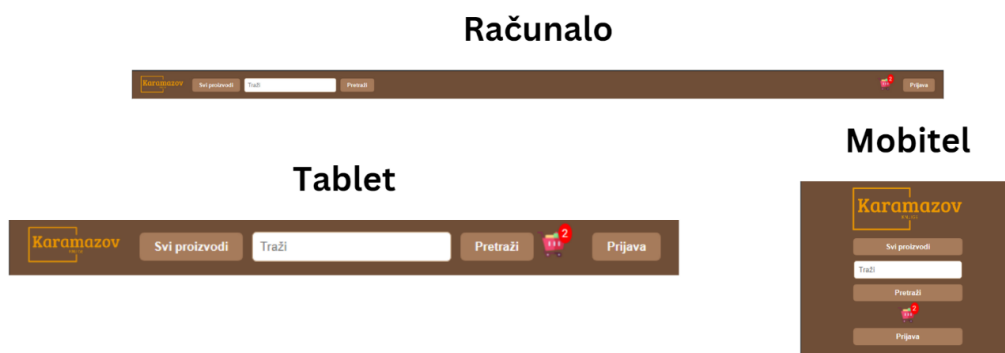 Računalo
Karamazov
Svi proizvodi
Traži
Pretraži
2
Prijava
Tablet
Karamazov
Svi proizvodi
Traži
Pretraži
2
Prijava
Mobitel
Karamazov
Svi proizvodi
Traži
Pretraži
2
Prijava